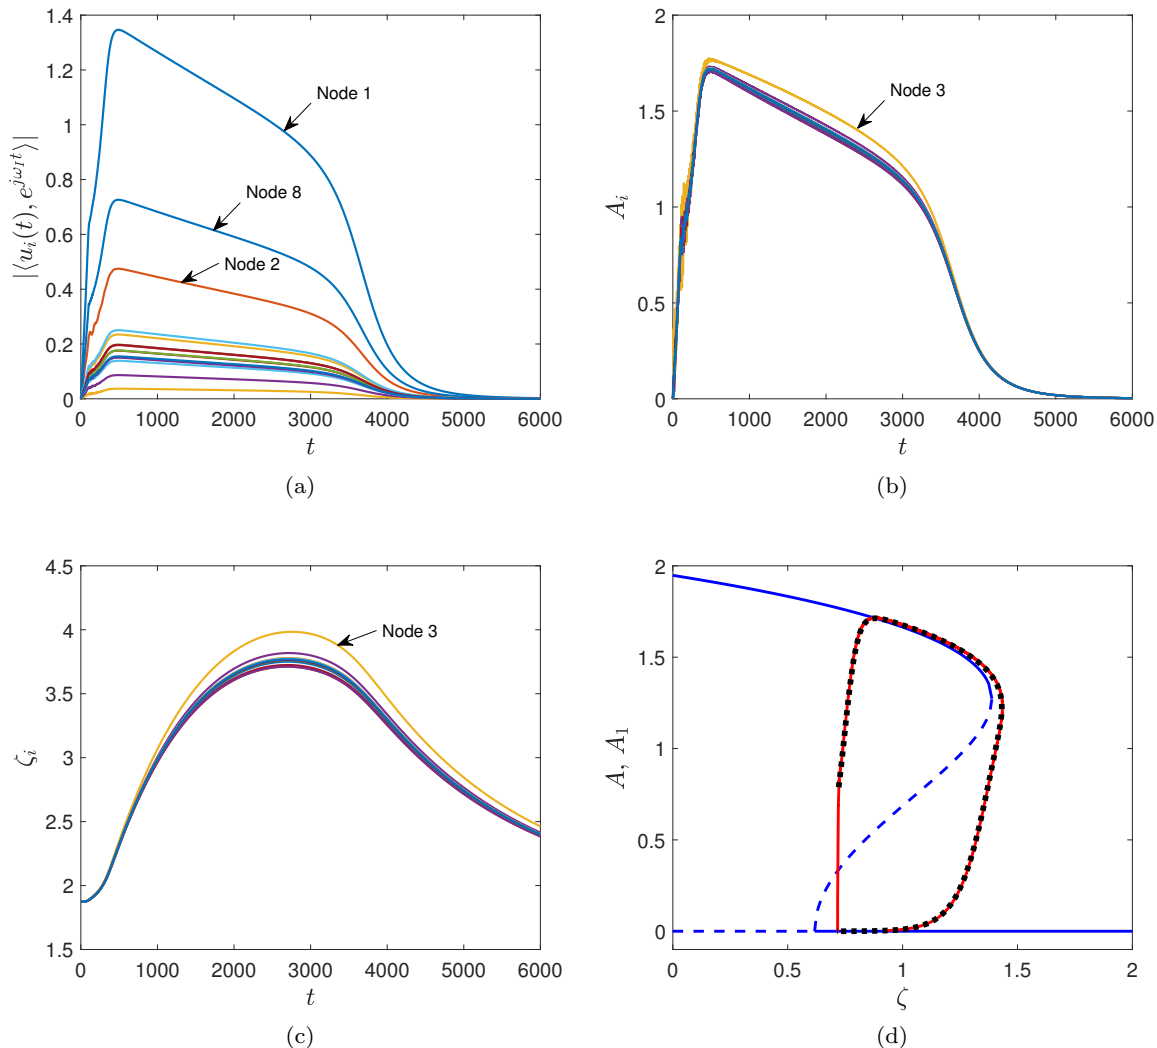 1.4
1.2
1
0.8
0.6
0.4
0.2
0
0 1000 2000 3000 4000 5000 6000
t
|⟨u_i(t), e^{jω_I t}⟩|
Node 1
Node 8
Node 2
(a)
2
1.5
1
0.5
0
0 1000 2000 3000 4000 5000 6000
t
A_i
Node 3
(b)
4.5
4
3.5
3
2.5
2
1.5
0 1000 2000 3000 4000 5000 6000
t
ζ_i
Node 3
(c)
2
1.5
1
0.5
0
0 0.5 1 1.5 2
ζ
A, A_1
(d)